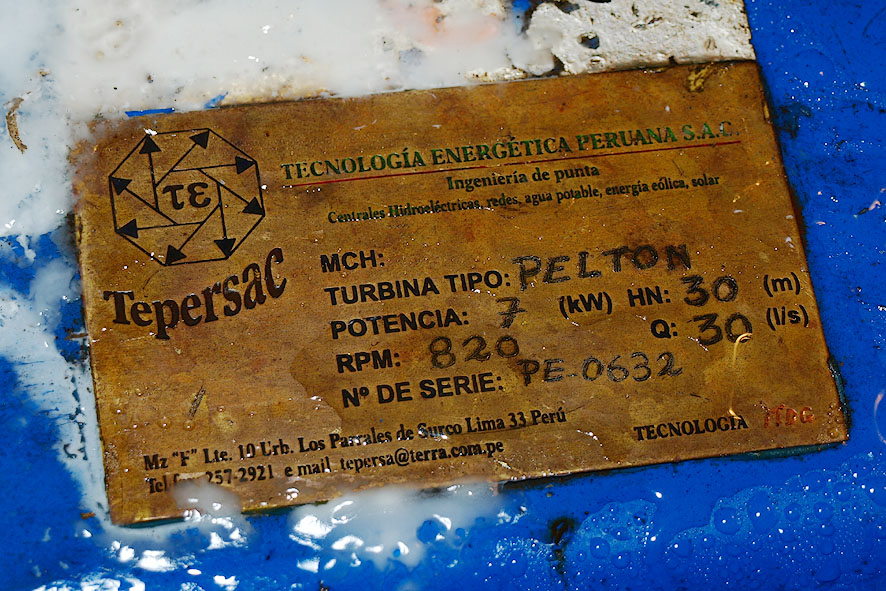 τε
Tepersac
TECNOLOGÍA ENERGÉTICA PERUANA S.A.C.
Ingeniería de punta
Centrales Hidroeléctricas, redes, agua potable, energía eólica, solar
MCH:
TURBINA TIPO: PELTON
POTENCIA: 7 (kW) HN: 30 (m)
RPM: 820 Q: 30 (l/s)
Nº DE SERIE: PE-0632
Mz "F" Lte. 10 Urb. Los Parrales de Surco Lima 33 Perú
257-2921 e mail tepersa@terra.com.pe
TECNOLOGÍA